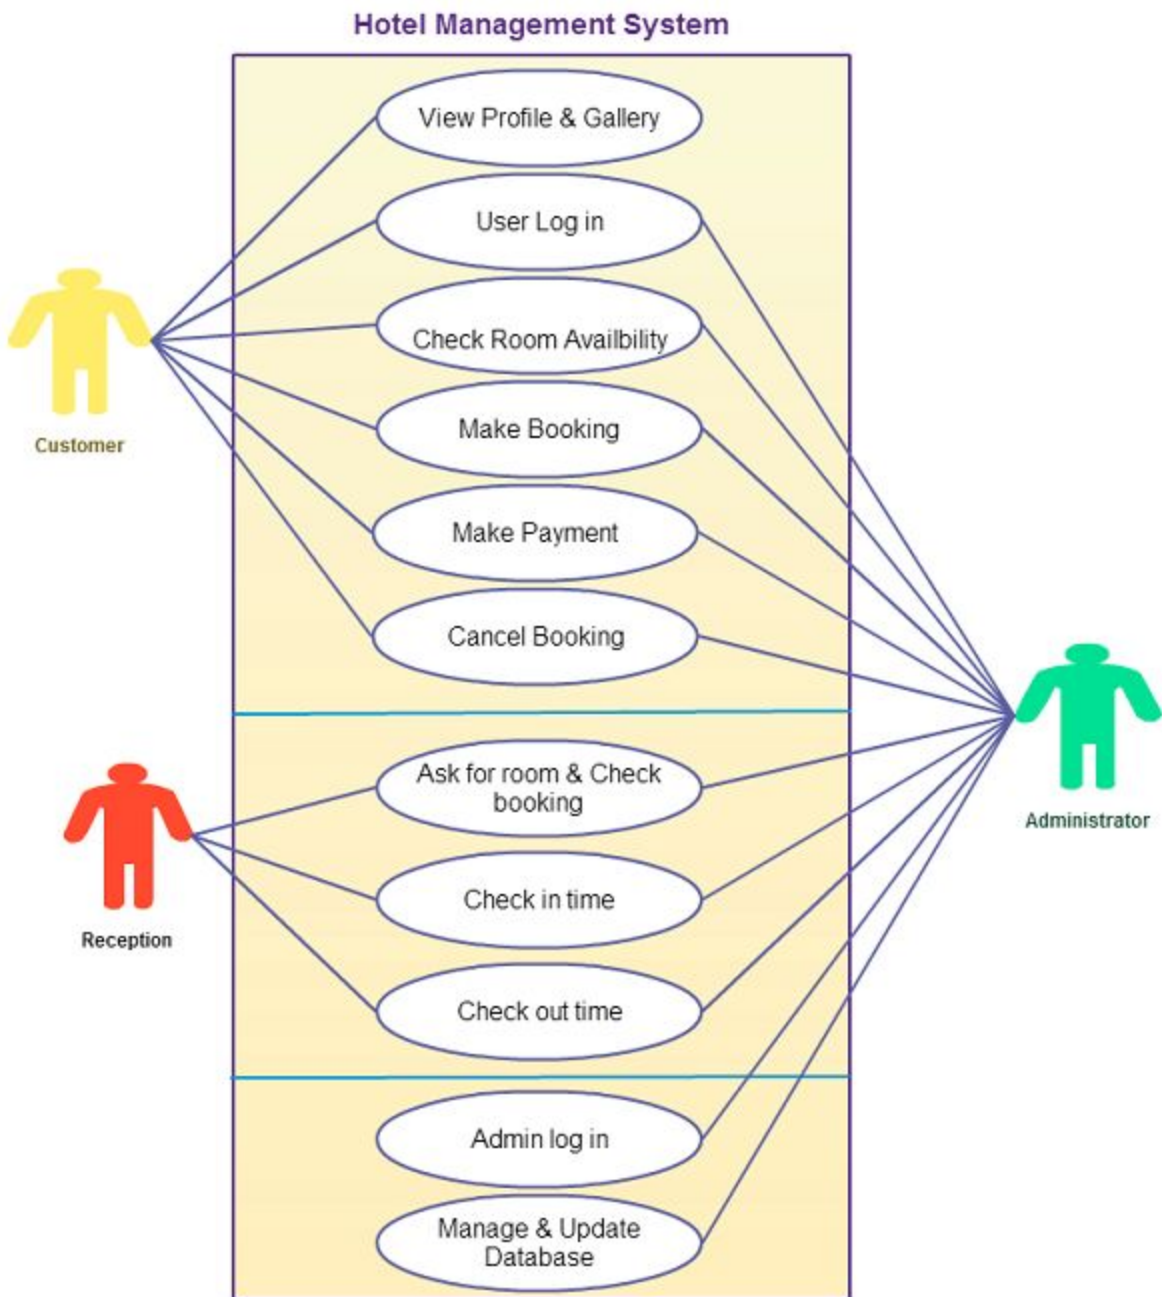 Hotel Management System
View Profile & Gallery
User Log in
Check Room Availbility
Customer
Make Booking
Make Payment
Cancel Booking
Ask for room & Check
booking
Administrator
Check in time
Reception
Check out time
Admin log in
Manage & Update
Database